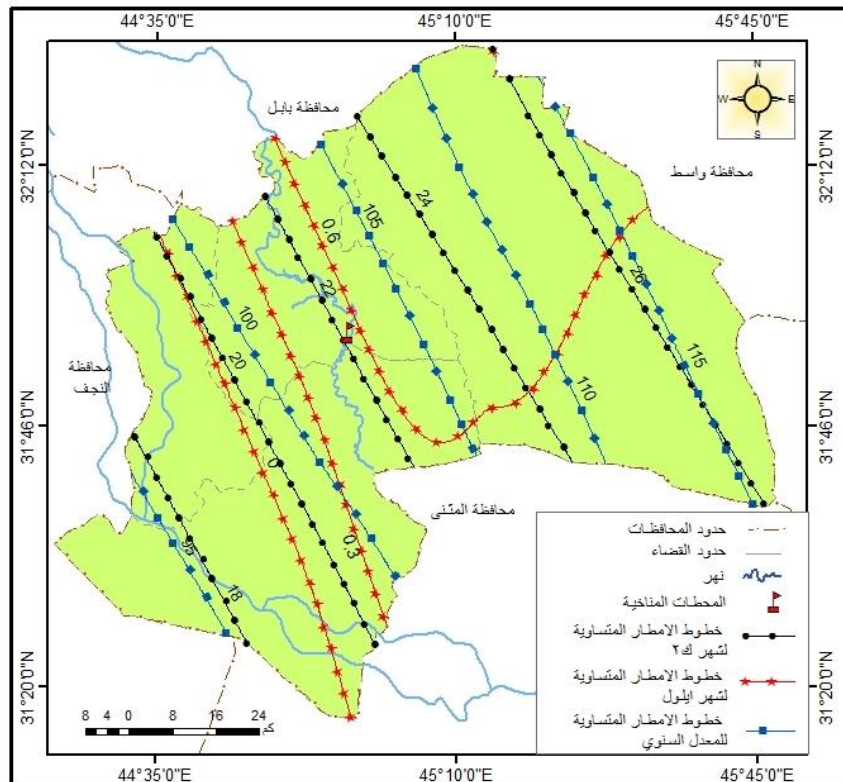 44°35'0"E
45°10'0"E
45°45'0"E
32°12'0"N
32°12'0"N
31°46'0"N
31°46'0"N
31°20'0"N
31°20'0"N
N
W
E
S
محافظة بابل
محافظة واسط
محافظة النجف
محافظة المثنى
24
105
0.6
22
100
20
0
0.3
95
18
26
115
110
حدود المحافظات
حدود القضاء
نهر
المحطات المناخية
خطوط الامطار المتساوية
لشهر ك٢
خطوط الامطار المتساوية
لشهر ايلول
خطوط الامطار المتساوية
للمعدل السنوي
8 4 0 8 16 24
كم
44°35'0"E
45°10'0"E
45°45'0"E